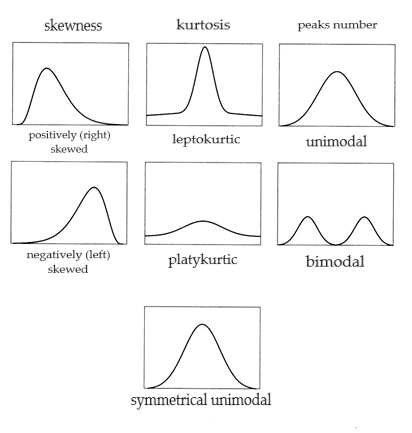 skewness kurtosis peaks number
positively (right)
skewed
leptokurtic
unimodal
negatively (left)
skewed
platykurtic
bimodal
symmetrical unimodal